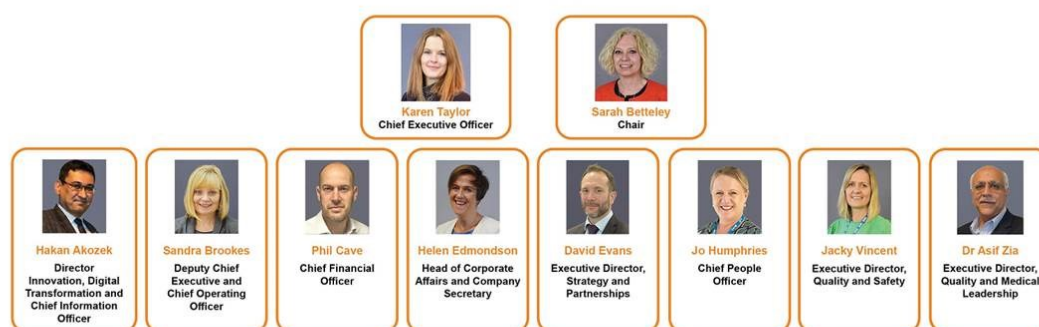 Karen Taylor
Chief Executive Officer
Sarah Betteley
Chair
Hakan Akozek
Director
Innovation, Digital
Transformation and
Chief Information
Officer
Sandra Brookes
Deputy Chief
Executive and
Chief Operating
Officer
Phil Cave
Chief Financial
Officer
Helen Edmondson
Head of Corporate
Affairs and Company
Secretary
David Evans
Executive Director,
Strategy and
Partnerships
Jo Humphries
Chief People
Officer
Jacky Vincent
Executive Director,
Quality and Safety
Dr Asif Zia
Executive Director,
Quality and Medical
Leadership